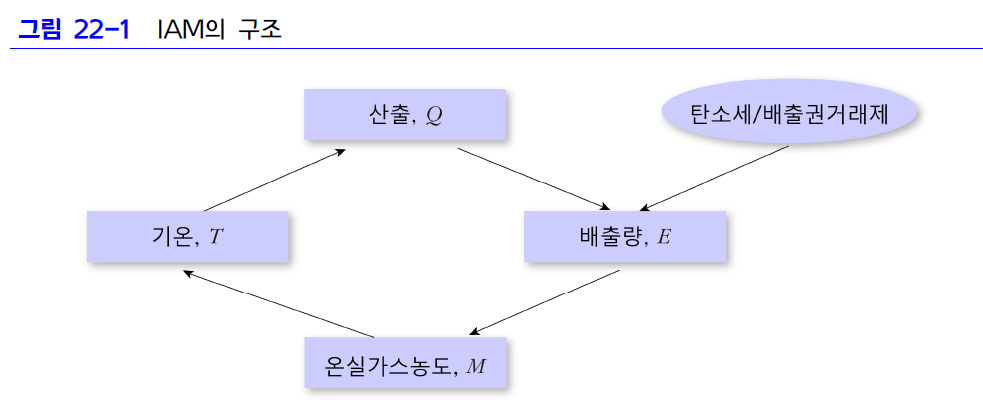 그림 22-1 IAM의 구조
산출, Q
탄소세/배출권거래제
기온, T
배출량, E
온실가스농도, M